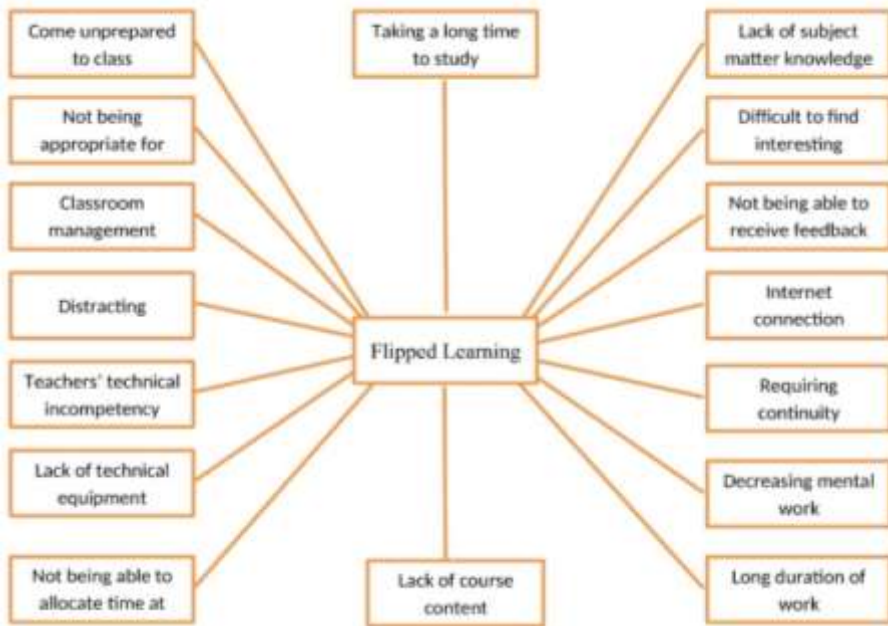 Come unprepared
to class
Taking a long time
to study
Lack of subject
matter knowledge
Not being
appropriate for
Difficult to find
interesting
Classroom
management
Not being able to
receive feedback
Distracting
Internet
connection
Flipped Learning
Teachers' technical
incompetency
Requiring
continuity
Lack of technical
equipment
Decreasing mental
work
Not being able to
allocate time at
Lack of course
content
Long duration of
work